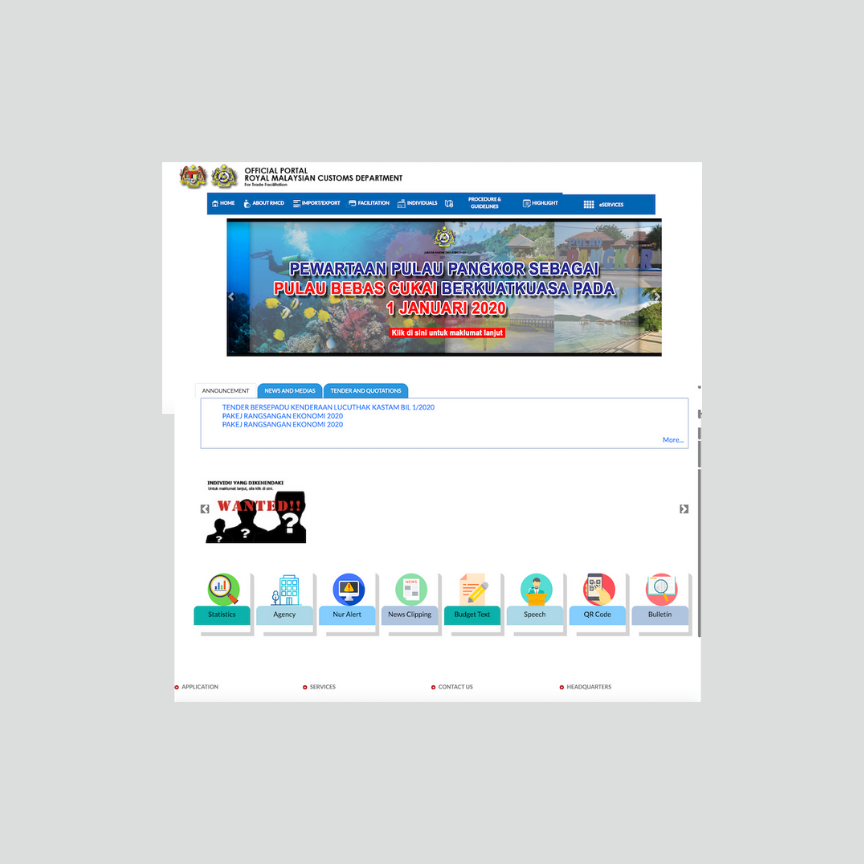 OFFICIAL PORTAL
ROYAL MALAYSIAN CUSTOMS DEPARTMENT
For Trade Facilitation
HOME ABOUT RMCD IMPORT/EXPORT FACILITATION INDIVIDUALS PROCEDURE & GUIDELINES HIGHLIGHT eSERVICES
PULAU
PANGKOR
PEWARTAAN PULAU PANGKOR SEBAGAI
PULAU BEBAS CUKAI BERKUATKUASA PADA
1 JANUARI 2020
Klik di sini untuk maklumat lanjut
ANNOUNCEMENT NEWS AND MEDIAS TENDER AND QUOTATIONS
TENDER BERSEPADU KENDERAAN LUCUTHAK KASTAM BIL 1/2020
PAKEJ RANGSANGAN EKONOMI 2020
PAKEJ RANGSANGAN EKONOMI 2020
More...
INDIVIDU YANG DIKEHENDAKI
Untuk maklumat lanjut, sila klik di sini.
WANTED!!
? ? ?
NEWS
Statistics Agency Nur Alert News Clipping Budget Text Speech QR Code Bulletin
APPLICATION SERVICES CONTACT US HEADQUARTERS